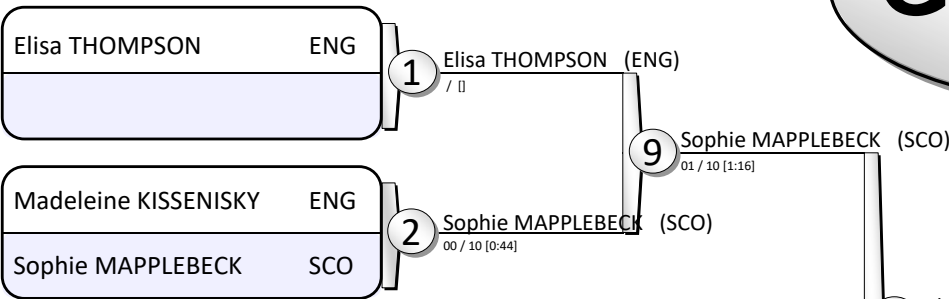 Elisa THOMPSON ENG
1
Elisa THOMPSON (ENG)
/ []
Madeleine KISSENISKY ENG
Sophie MAPPLEBECK SCO
2
Sophie MAPPLEBECK (SCO)
00 / 10 [0:44]
9
Sophie MAPPLEBECK (SCO)
01 / 10 [1:16]